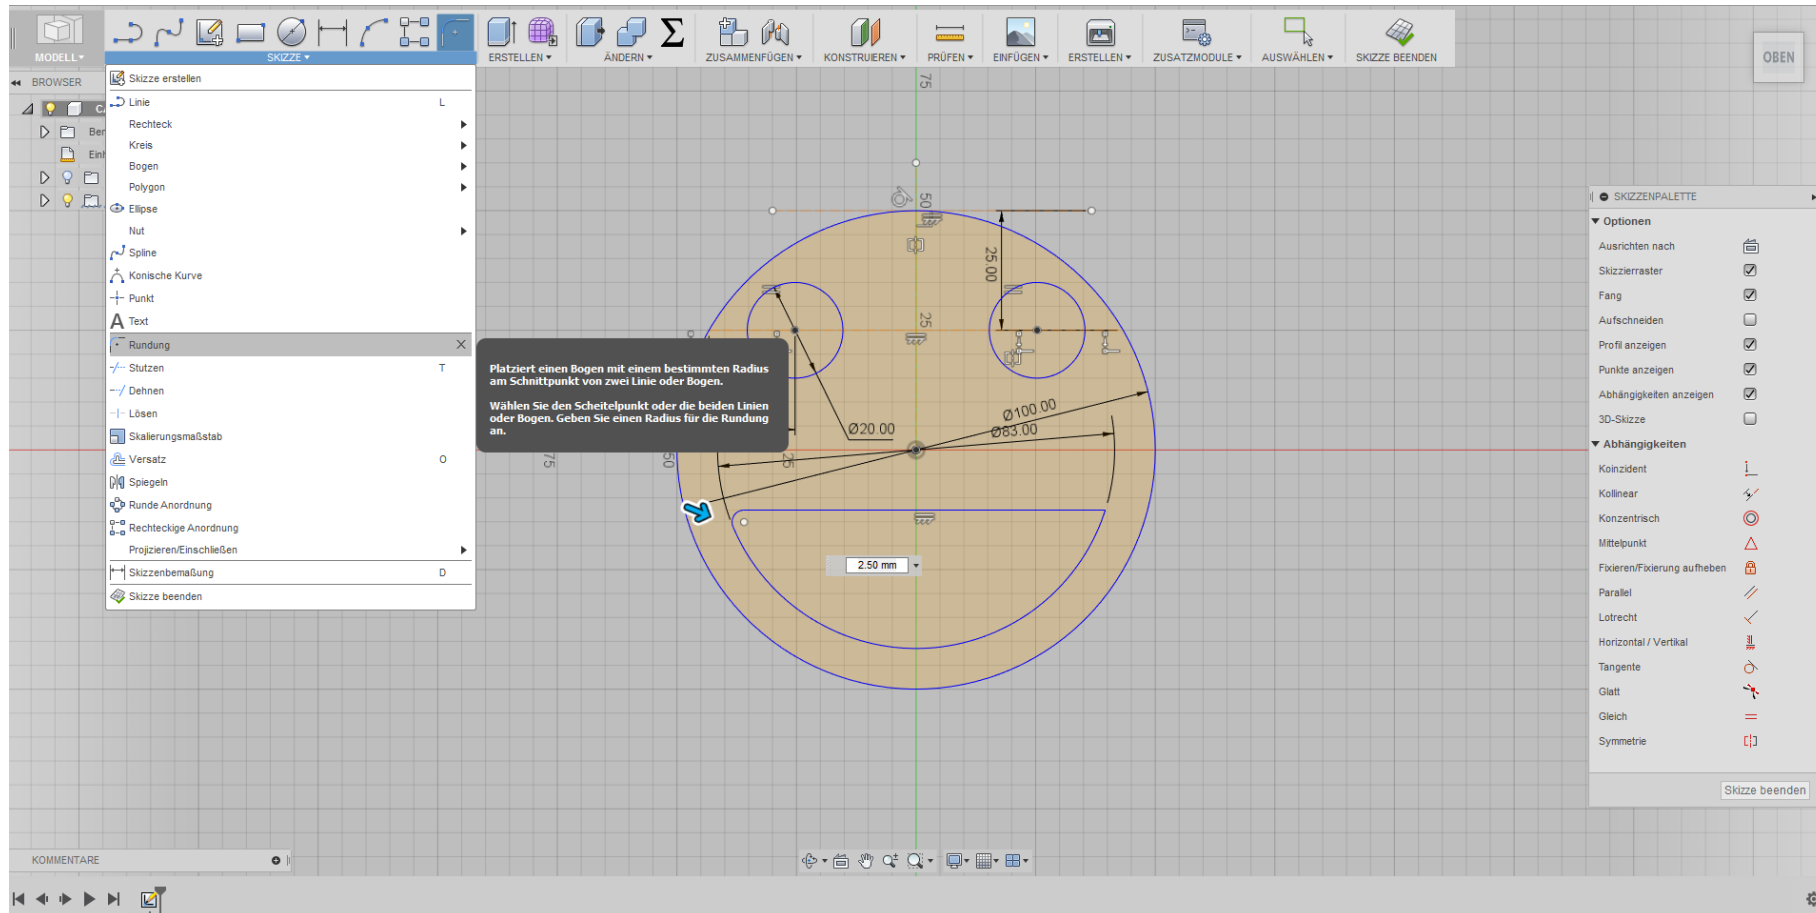 MODELL
SKIZZE
ERSTELLEN
ÄNDERN
ZUSAMMENFÜGEN
KONSTRUIEREN
PRÜFEN
EINFÜGEN
ERSTELLEN
ZUSATZMODULE
AUSWÄHLEN
SKIZZE BEENDEN
OBEN
BROWSER
Ber
Einh
Skizze erstellen
Linie L
Rechteck
Kreis
Bogen
Polygon
Ellipse
Nut
Spline
Konische Kurve
Punkt
Text
Rundung
Stutzen T
Dehnen
Lösen
Skalierungsmaßstab
Versatz O
Spiegeln
Runde Anordnung
Rechteckige Anordnung
Projizieren/Einschließen
Skizzenbemaßung D
Skizze beenden
Platziert einen Bogen mit einem bestimmten Radius
am Schnittpunkt von zwei Linie oder Bogen.
Wählen Sie den Scheitelpunkt oder die beiden Linien
oder Bogen. Geben Sie einen Radius für die Rundung
an.
75
50
25.00
25
Ø100.00
Ø83.00
Ø20.00
75
50
25
2.50 mm
SKIZZENPALETTE
Optionen
Ausrichten nach
Skizzierraster
Fang
Aufschneiden
Profil anzeigen
Punkte anzeigen
Abhängigkeiten anzeigen
3D-Skizze
Abhängigkeiten
Koinzident
Kollinear
Konzentrisch
Mittelpunkt
Fixieren/Fixierung aufheben
Parallel
Lotrecht
Horizontal / Vertikal
Tangente
Glatt
Gleich
Symmetrie
Skizze beenden
KOMMENTARE